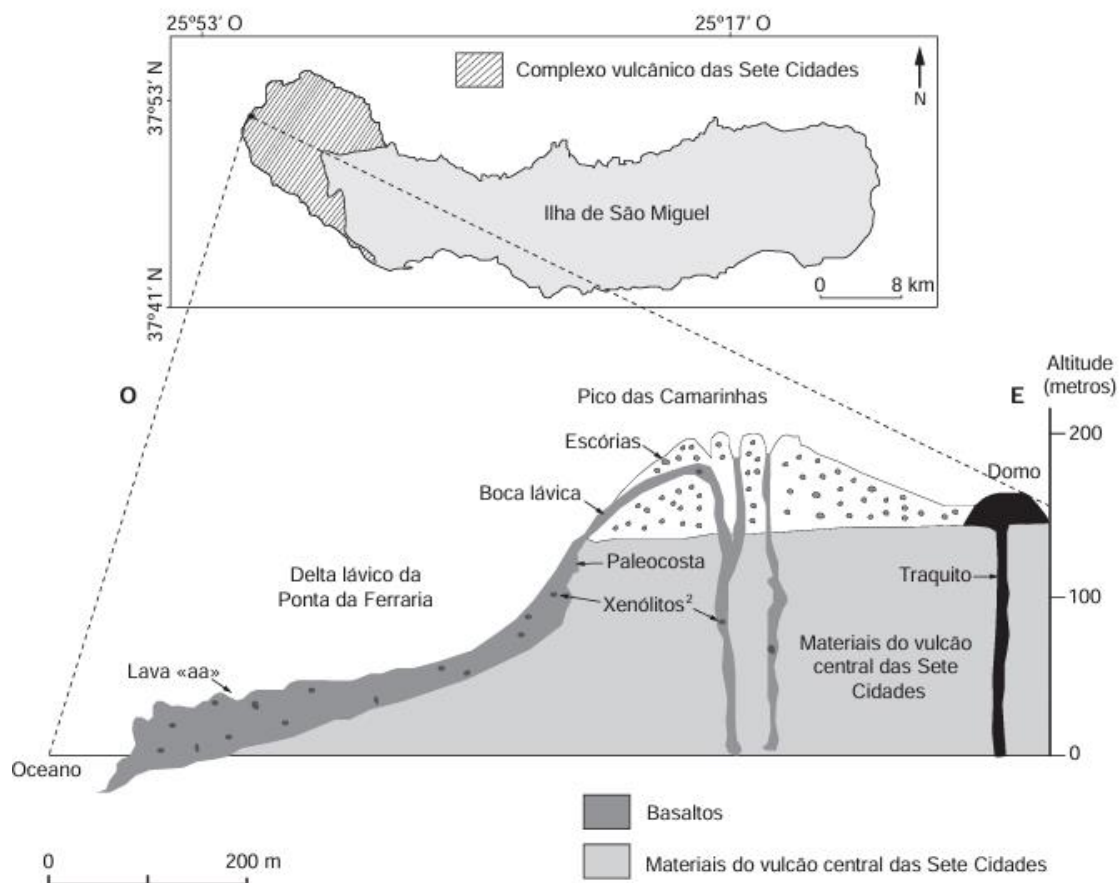 25º53′ O
25º17′ O
Complexo vulcânico das Sete Cidades
N
37º53′ N
Ilha de São Miguel
0 8 km
37º41′ N
O
E
Altitude
(metros)
Pico das Camarinhas
200
Escórias
Domo
Boca lávica
Paleocosta
Delta lávico da
Ponta da Ferraria
Traquito
Xenólitos²
100
Materiais do vulcão
central das Sete
Cidades
Lava «aa»
0
Oceano
Basaltos
0 200 m
Materiais do vulcão central das Sete Cidades